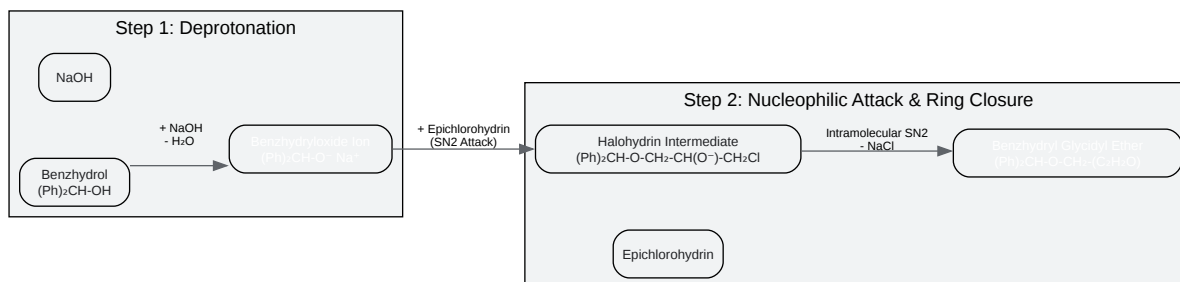 Step 1: Deprotonation
NaOH
+ NaOH
- H₂O
Benzhydrol
(Ph)₂CH-OH
Benzhydryloxide Ion
(Ph)₂CH-O⁻ Na⁺
+ Epichlorohydrin
(SN2 Attack)
Step 2: Nucleophilic Attack & Ring Closure
Halohydrin Intermediate
(Ph)₂CH-O-CH₂-CH(O⁻)-CH₂Cl
Intramolecular SN2
- NaCl
Benzhydryl Glycidyl Ether
(Ph)₂CH-O-CH₂-(C₂H₃O)
Epichlorohydrin